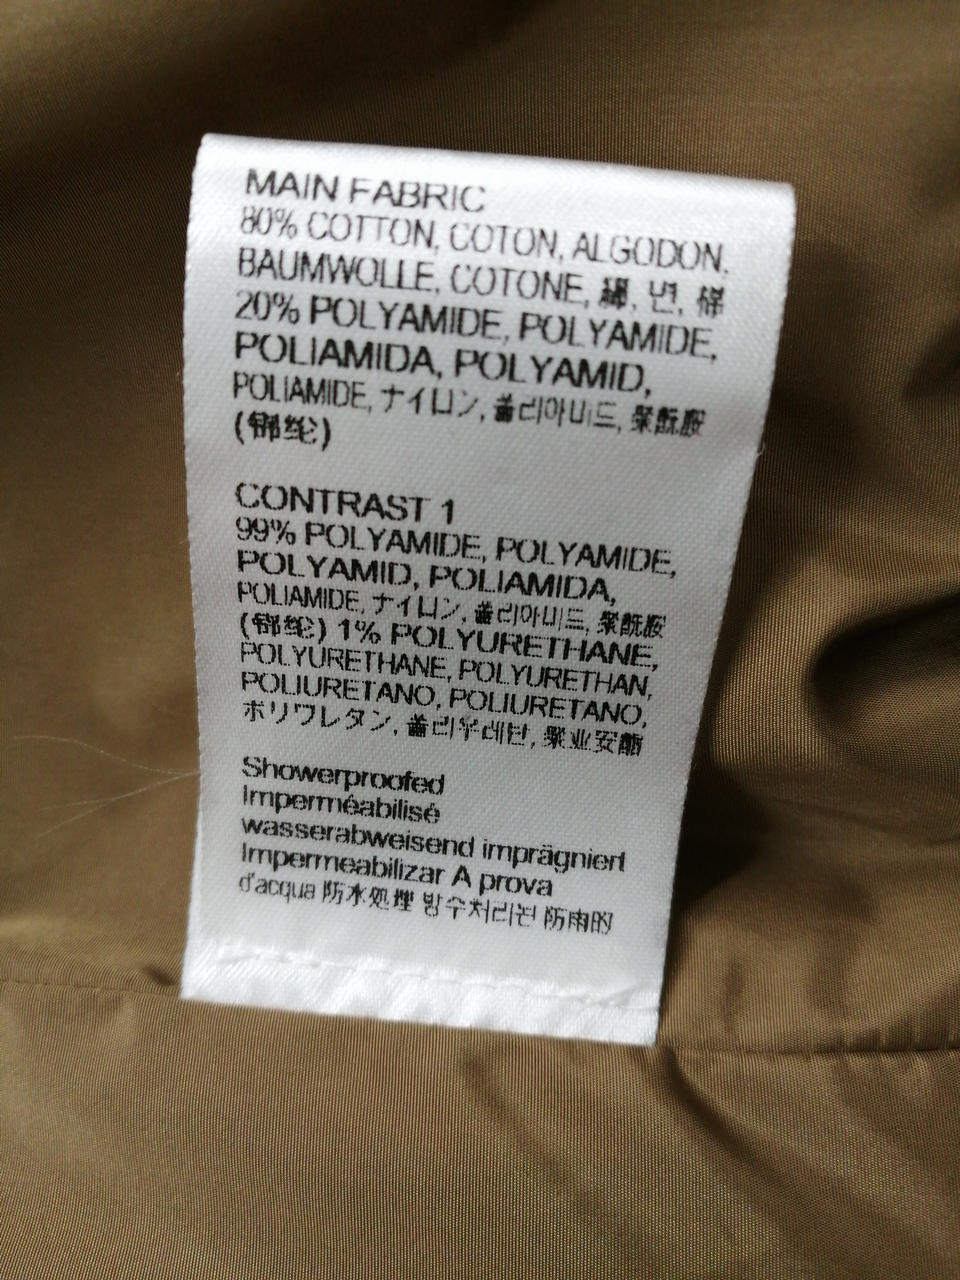 MAIN FABRIC
80% COTTON, COTON, ALGODON,
BAUMWOLLE, COTONE, 綿, 면, 棉
20% POLYAMIDE, POLYAMIDE,
POLIAMIDA, POLYAMID,
POLIAMIDE, ナイロン, 폴리아미드, 聚酰胺
(锦纶)
CONTRAST 1
99% POLYAMIDE, POLYAMIDE,
POLYAMID, POLIAMIDA,
POLIAMIDE, ナイロン, 폴리아미드, 聚酰胺
(锦纶) 1% POLYURETHANE,
POLYURETHANE, POLYURETHAN,
POLIURETANO, POLIURETANO,
ポリウレタン, 폴리우레탄,
Showerproofed
Imperméabilisé
wasserabweisend imprägniert
Impermeabilizar A prova
d'acqua 防水処理 방수처리된 防雨的